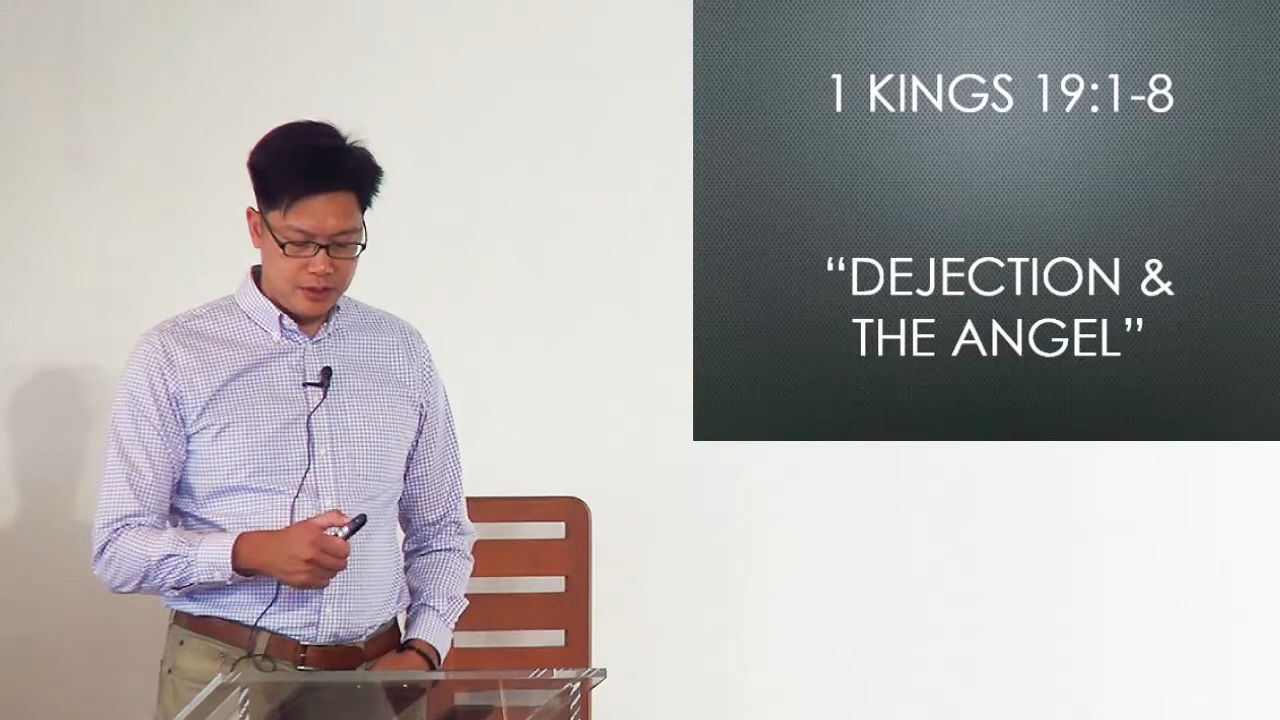 1 KINGS 19:1-8
“DEJECTION &
THE ANGEL”